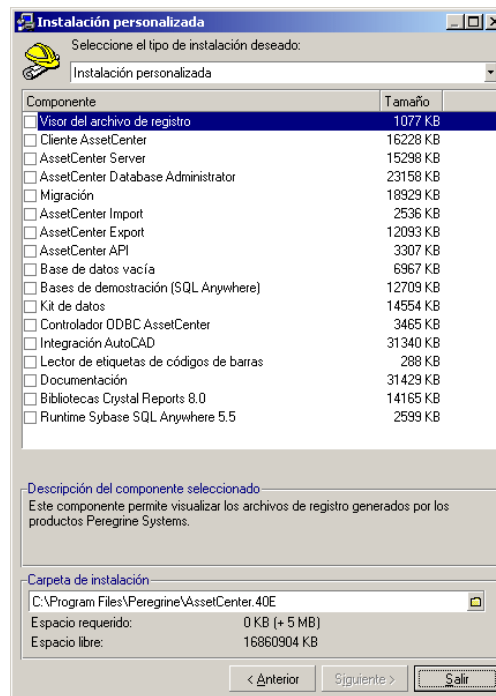 Instalación personalizada
Seleccione el tipo de instalación deseado:
Instalación personalizada
Componente Tamaño
Visor del archivo de registro 1077 KB
Cliente AssetCenter 16228 KB
AssetCenter Server 15298 KB
AssetCenter Database Administrator 23158 KB
Migración 18929 KB
AssetCenter Import 2536 KB
AssetCenter Export 12093 KB
AssetCenter API 3307 KB
Base de datos vacía 6967 KB
Bases de demostración (SQL Anywhere) 12709 KB
Kit de datos 14554 KB
Controlador ODBC AssetCenter 3465 KB
Integración AutoCAD 31340 KB
Lector de etiquetas de códigos de barras 288 KB
Documentación 31429 KB
Bibliotecas Crystal Reports 8.0 14165 KB
Runtime Sybase SQL Anywhere 5.5 2599 KB
Descripción del componente seleccionado
Este componente permite visualizar los archivos de registro generados por los
productos Peregrine Systems.
Carpeta de instalación
C:\Program Files\Peregrine\AssetCenter.40E
Espacio requerido: 0 KB (+ 5 MB)
Espacio libre: 16860904 KB
< Anterior Siguiente > Salir